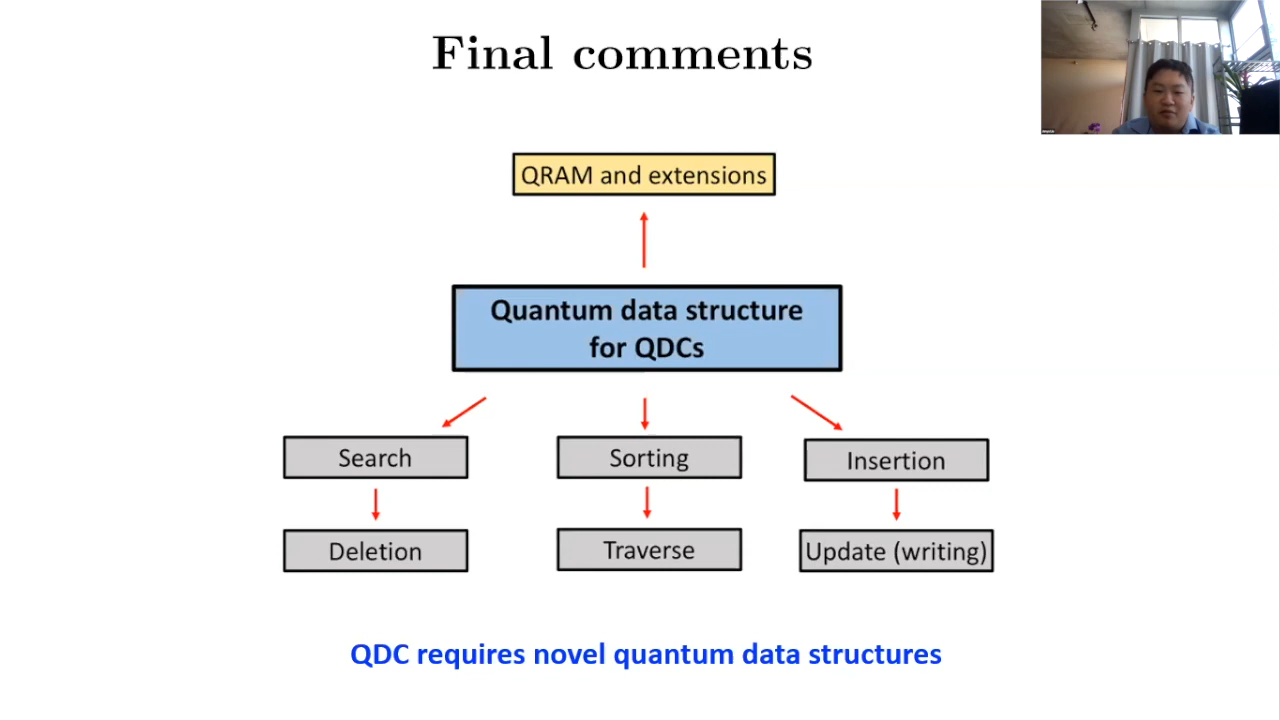 Final comments
QRAM and extensions
Quantum data structure
for QDCs
Search
Sorting
Insertion
Deletion
Traverse
Update (writing)
QDC requires novel quantum data structures